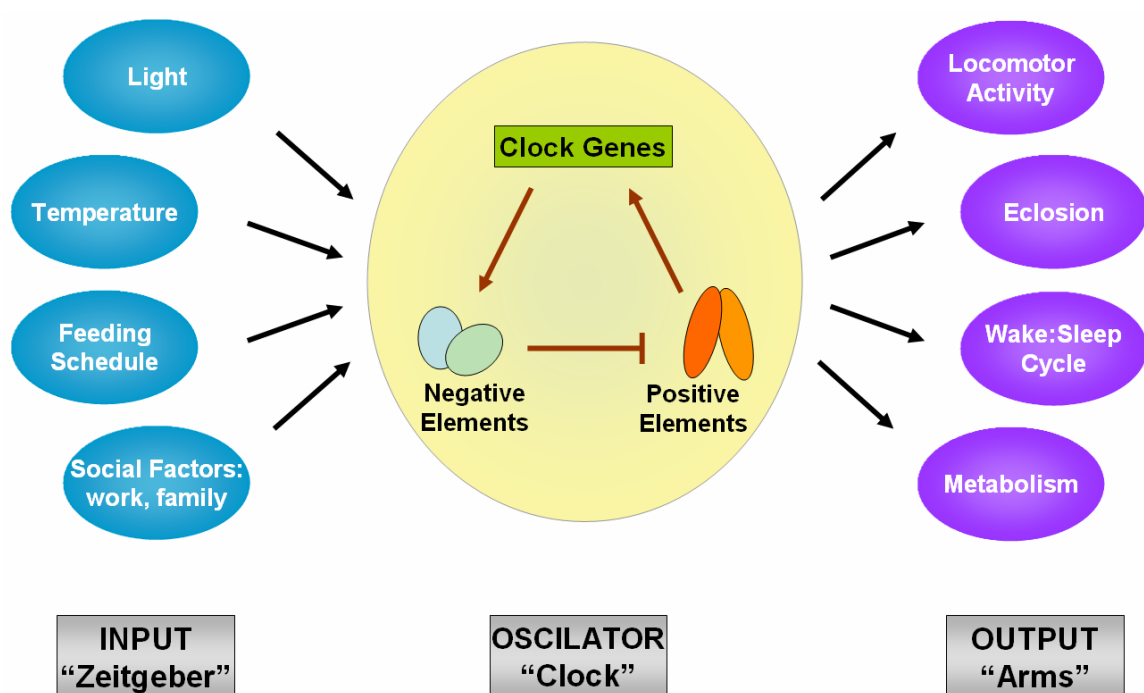 Light
Temperature
Feeding
Schedule
Social Factors:
work, family
Clock Genes
Negative
Elements
Positive
Elements
Locomotor
Activity
Eclosion
Wake:Sleep
Cycle
Metabolism
INPUT
“Zeitgeber”
OSCILATOR
“Clock”
OUTPUT
“Arms”